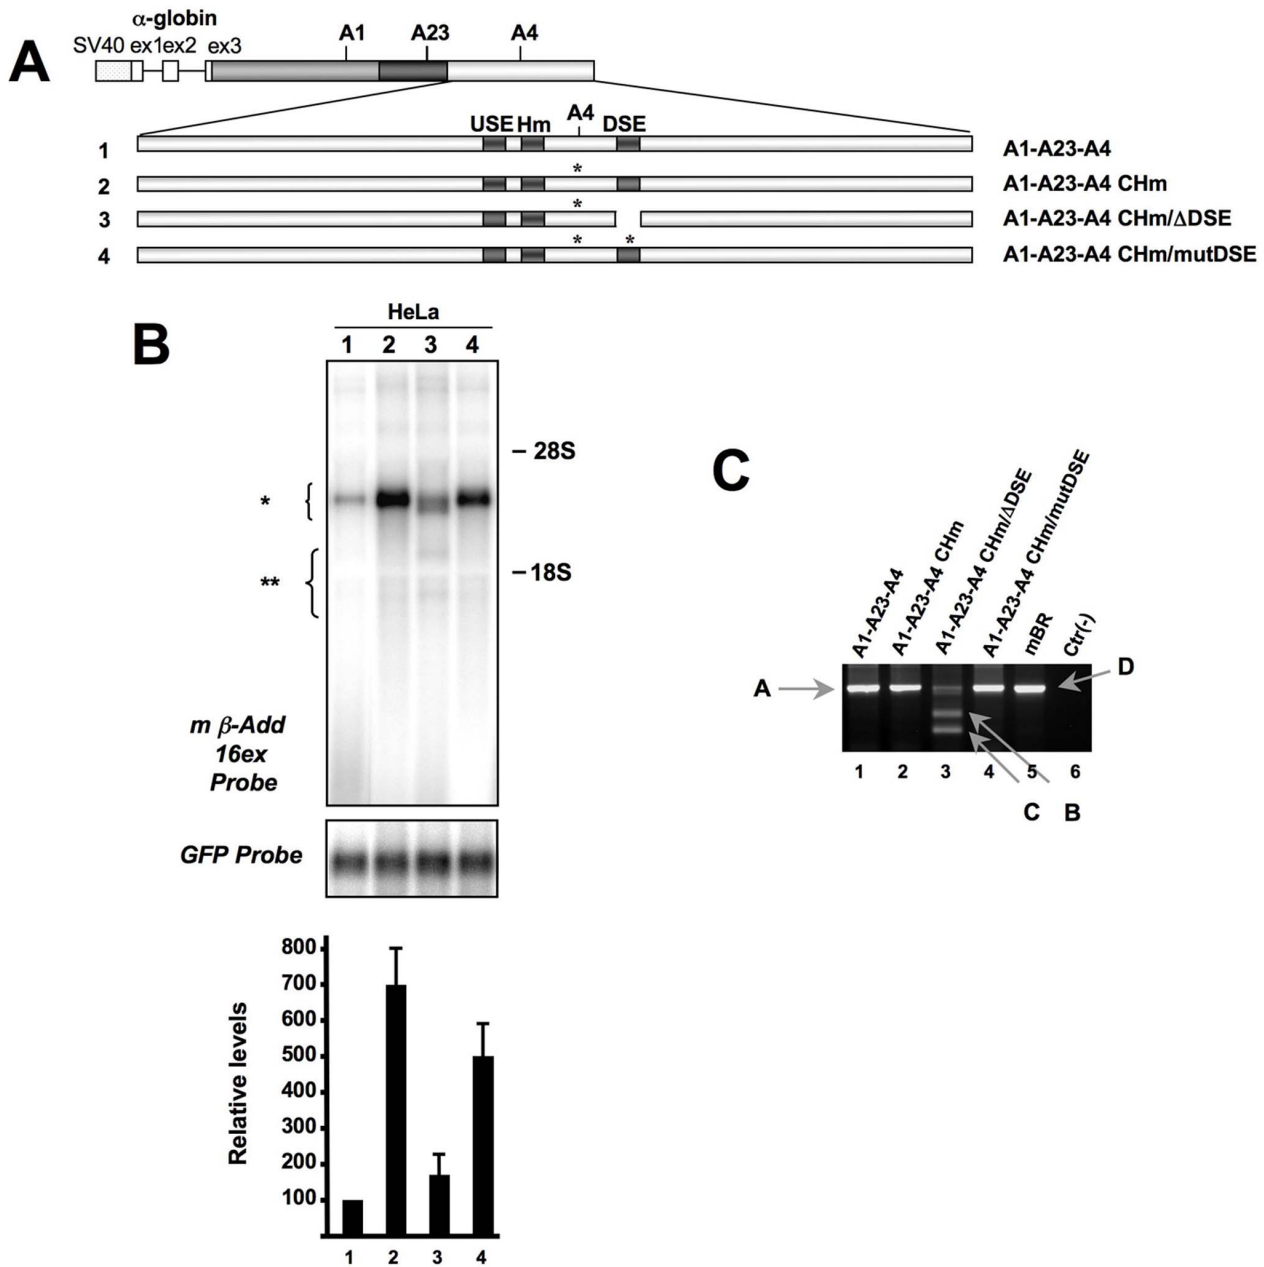 A
α-globin
SV40 ex1 ex2 ex3
A1
A23
A4
USE Hm A4 DSE
1 A1-A23-A4
*
2 A1-A23-A4 CHm
*
3 A1-A23-A4 CHm/ΔDSE
* *
4 A1-A23-A4 CHm/mutDSE
B
HeLa
1 2 3 4
– 28S
*
– 18S
**
m β-Add
16ex
Probe
GFP Probe
Relative levels
800
700
600
500
400
300
200
100
1 2 3 4
C
A1-A23-A4
A1-A23-A4 CHm
A1-A23-A4 CHm/ΔDSE
A1-A23-A4 CHm/mutDSE
mBR
Ctr(-)
A
D
1 2 3 4 5 6
C B